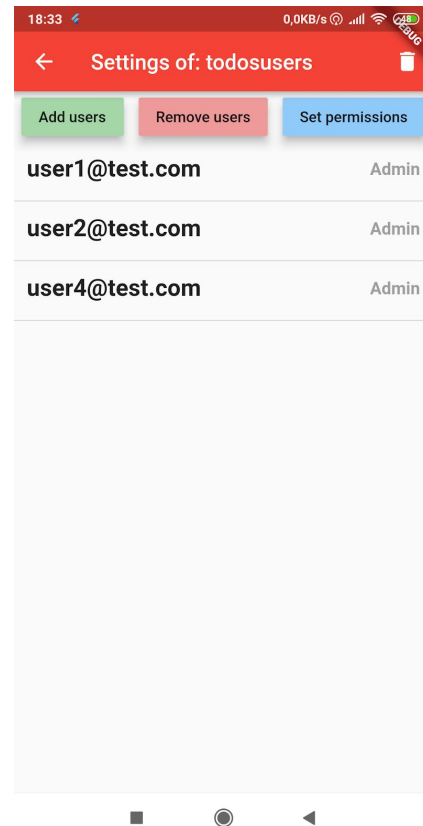 18:33 0,0KB/s 48
DEBUG
Settings of: todosusers
Add users Remove users Set permissions
user1@test.com Admin
user2@test.com Admin
user4@test.com Admin